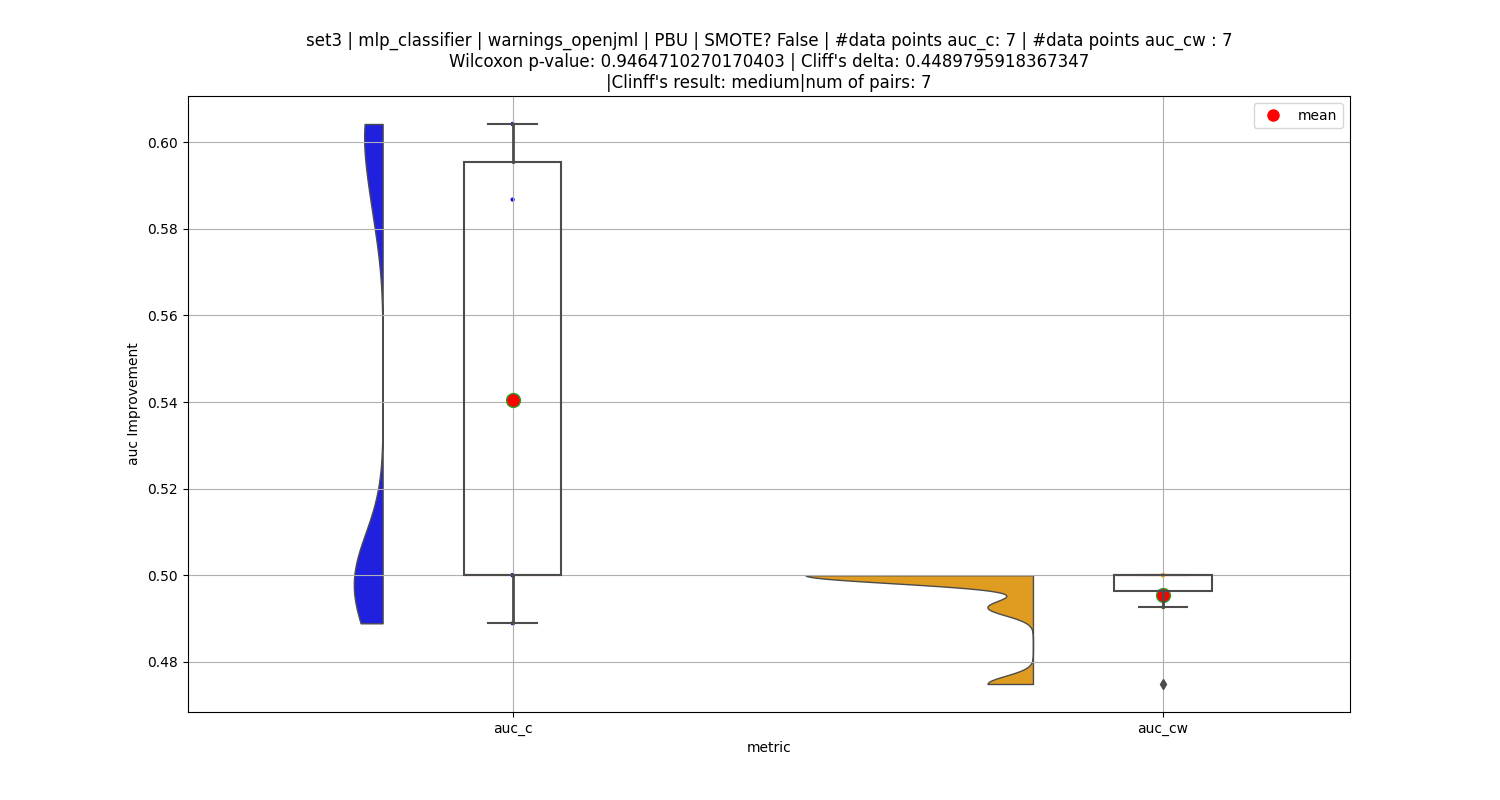 set3 | mlp_classifier | warnings_openjml | PBU | SMOTE? False | #data points auc_c: 7 | #data points auc_cw : 7
Wilcoxon p-value: 0.9464710270170403 | Cliff's delta: 0.4489795918367347
|Clinff's result: medium|num of pairs: 7
mean
0.60
0.58
0.56
0.54
0.52
0.50
0.48
auc Improvement
auc_c
auc_cw
metric